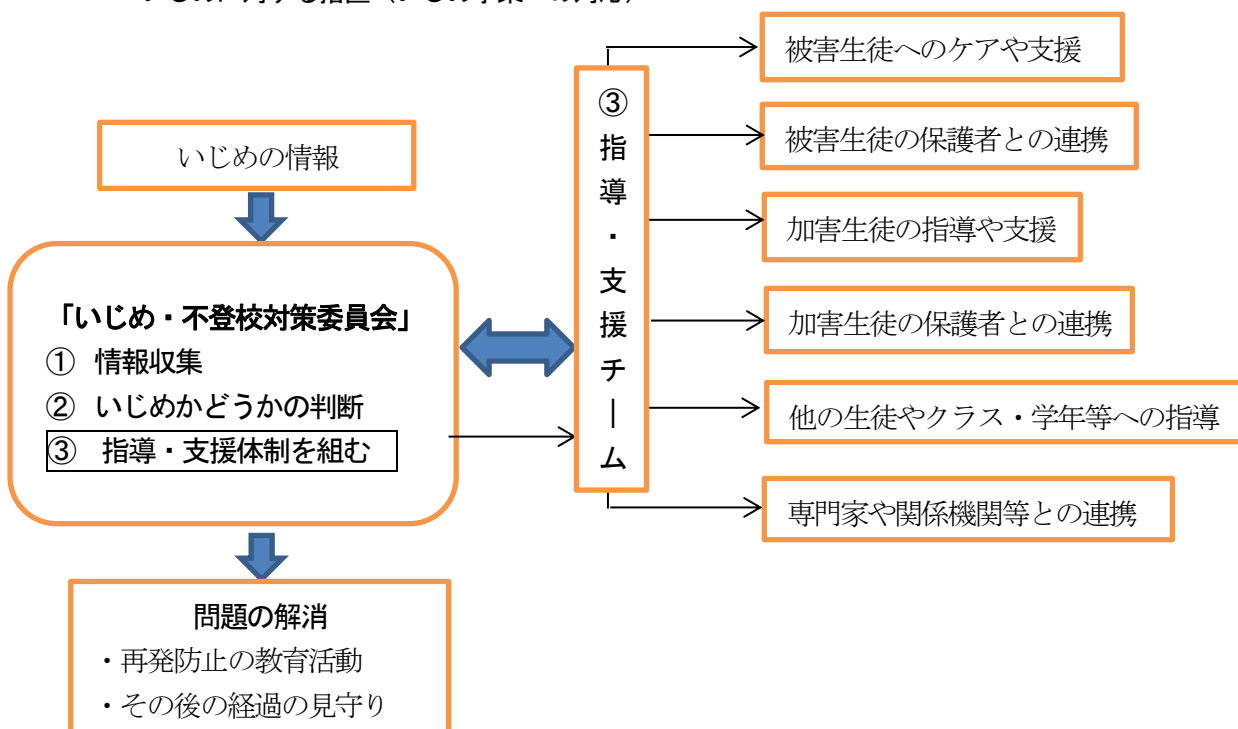 いじめの情報
「いじめ・不登校対策委員会」
① 情報収集
② いじめかどうかの判断
③ 指導・支援体制を組む
問題の解消
・再発防止の教育活動
・その後の経過の見守り
③指導・支援チーム
被害生徒へのケアや支援
被害生徒の保護者との連携
加害生徒の指導や支援
加害生徒の保護者との連携
他の生徒やクラス・学年等への指導
専門家や関係機関等との連携